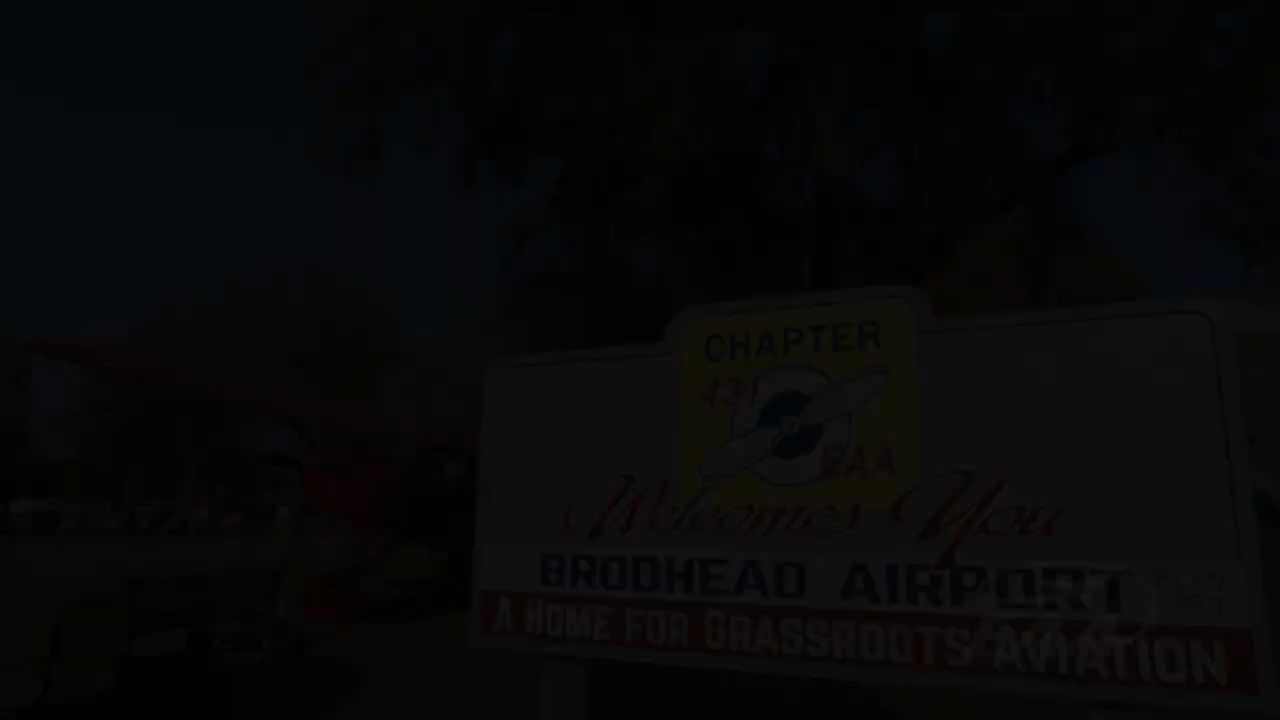 CHAPTER
431
EAA
Welcomes You
BRODHEAD AIRPORT
A HOME FOR GRASSROOTS AVIATION